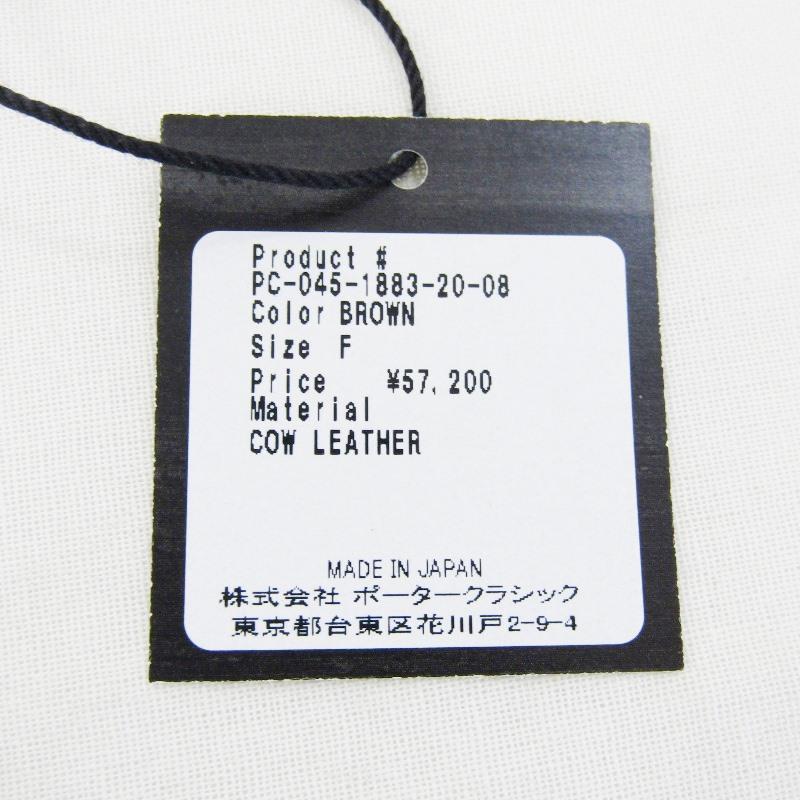 Product #
PC-045-1883-20-08
Color BROWN
Size F
Price ¥57,200
Material
COW LEATHER
MADE IN JAPAN
株式会社 ポータークラシック
東京都台東区花川戸2-9-4